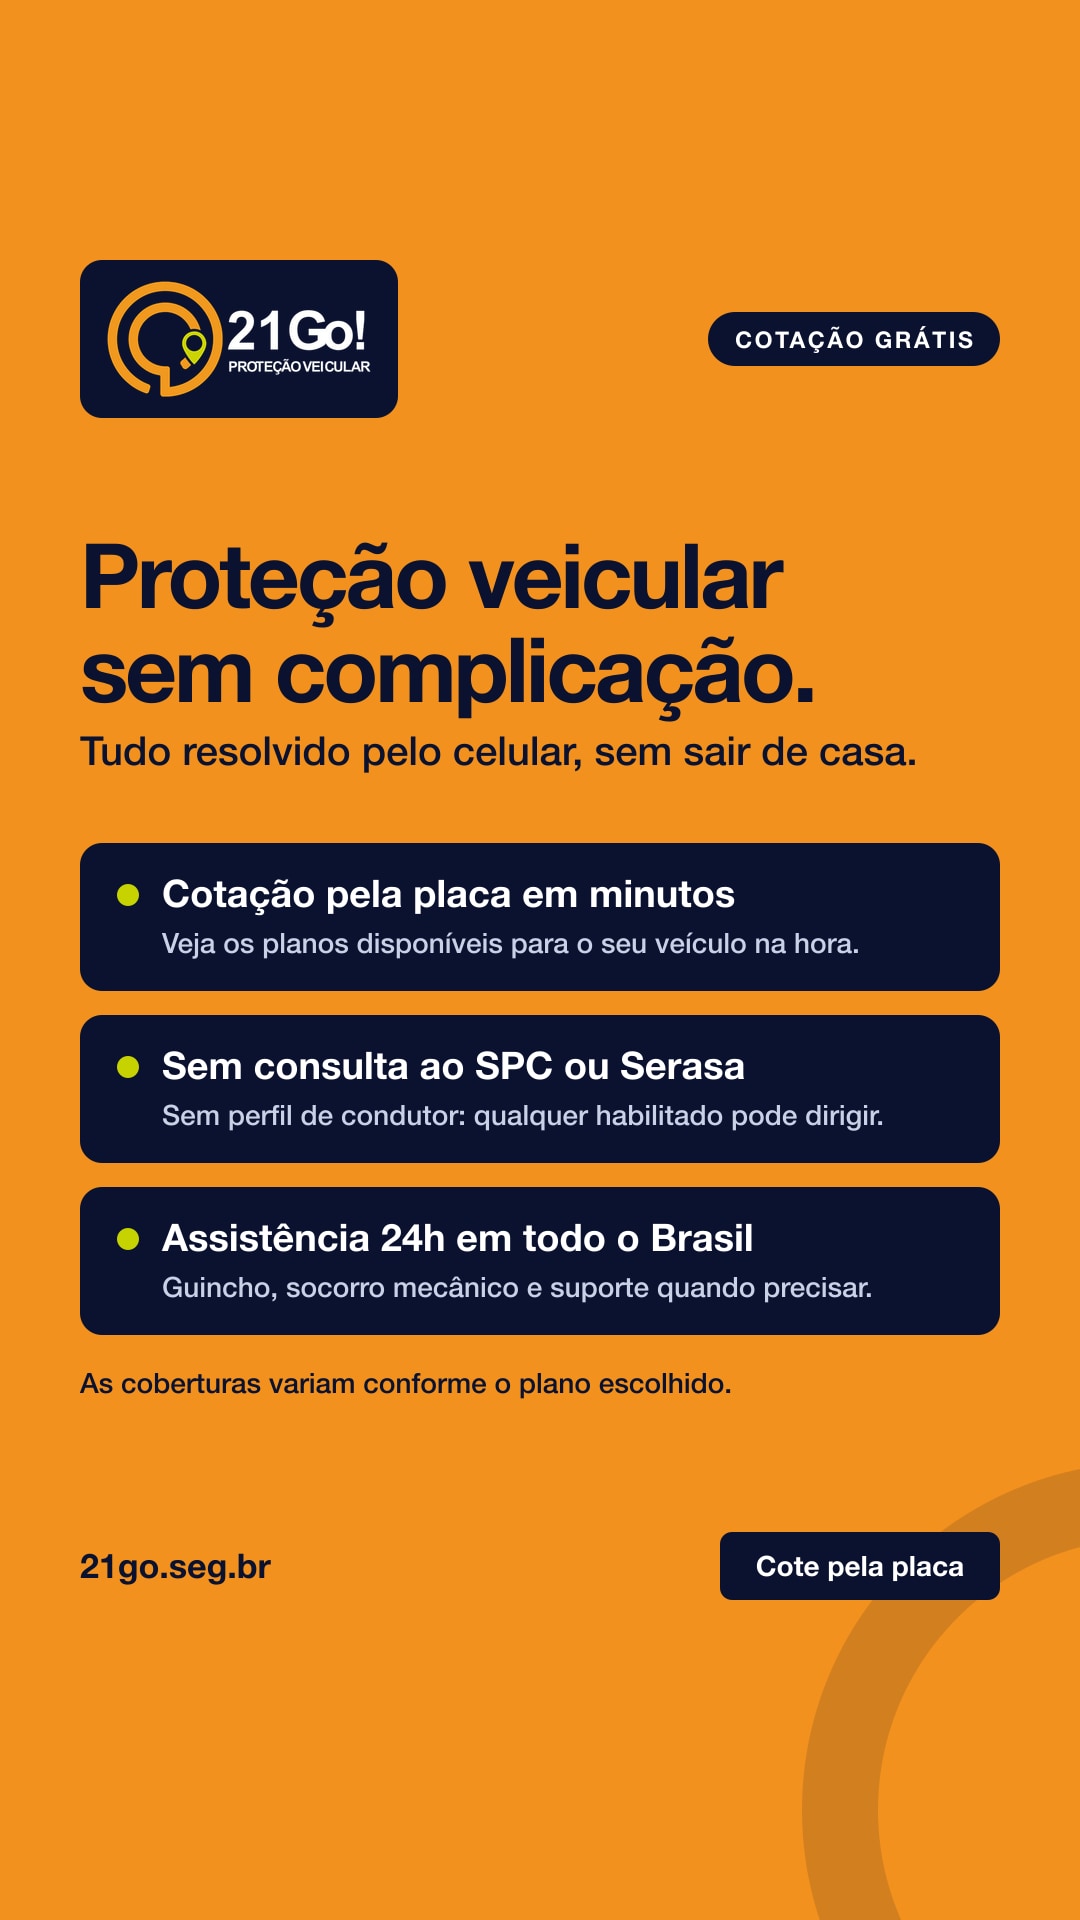 21Go!
PROTEÇÃO VEICULAR
COTAÇÃO GRÁTIS
Proteção veicular
sem complicação.
Tudo resolvido pelo celular, sem sair de casa.
Cotação pela placa em minutos
Veja os planos disponíveis para o seu veículo na hora.
Sem consulta ao SPC ou Serasa
Sem perfil de condutor: qualquer habilitado pode dirigir.
Assistência 24h em todo o Brasil
Guincho, socorro mecânico e suporte quando precisar.
As coberturas variam conforme o plano escolhido.
21go.seg.br
Cote pela placa